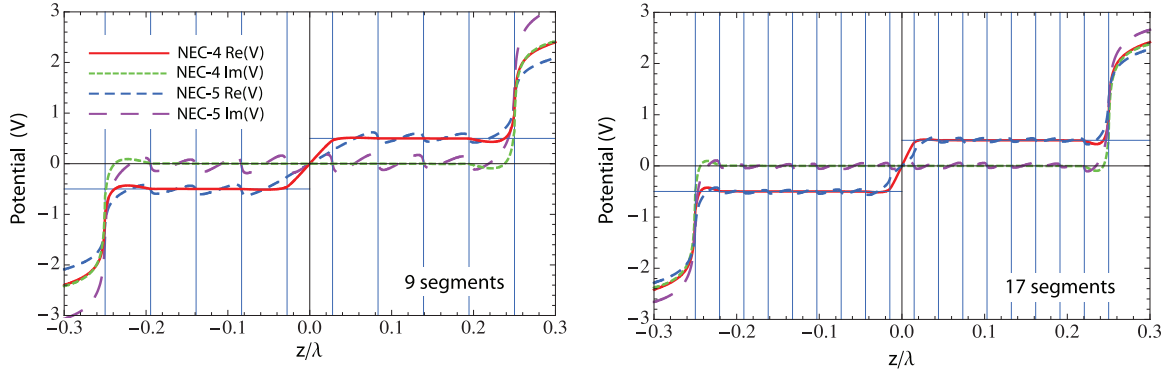 3
2
1
0
−1
−2
−3
Potential (V)
NEC-4 Re(V)
NEC-4 Im(V)
NEC-5 Re(V)
NEC-5 Im(V)
9 segments
−0.3 −0.2 −0.1 0.0 0.1 0.2 0.3
z/λ
3
2
1
0
−1
−2
−3
Potential (V)
17 segments
−0.3 −0.2 −0.1 0.0 0.1 0.2 0.3
z/λ